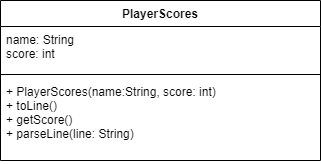 PlayerScores
name: String
score: int
+ PlayerScores(name:String, score: int)
+ toLine()
+ getScore()
+ parseLine(line: String)